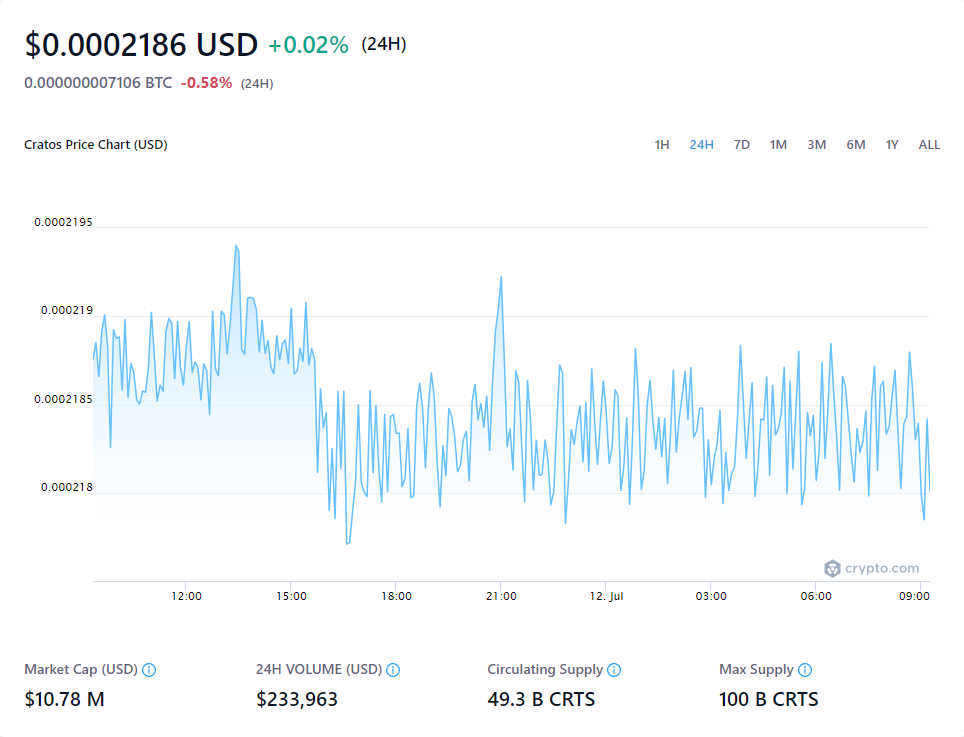 $0.0002186 USD +0.02% (24H)
0.000000007106 BTC -0.58% (24H)
Cratos Price Chart (USD) 1H 24H 7D 1M 3M 6M 1Y ALL
0.0002195
0.000219
0.0002185
0.000218
crypto.com
12:00 15:00 18:00 21:00 12. Jul 03:00 06:00 09:00
Market Cap (USD) 24H VOLUME (USD) Circulating Supply Max Supply
$10.78 M $233,963 49.3 B CRTS 100 B CRTS